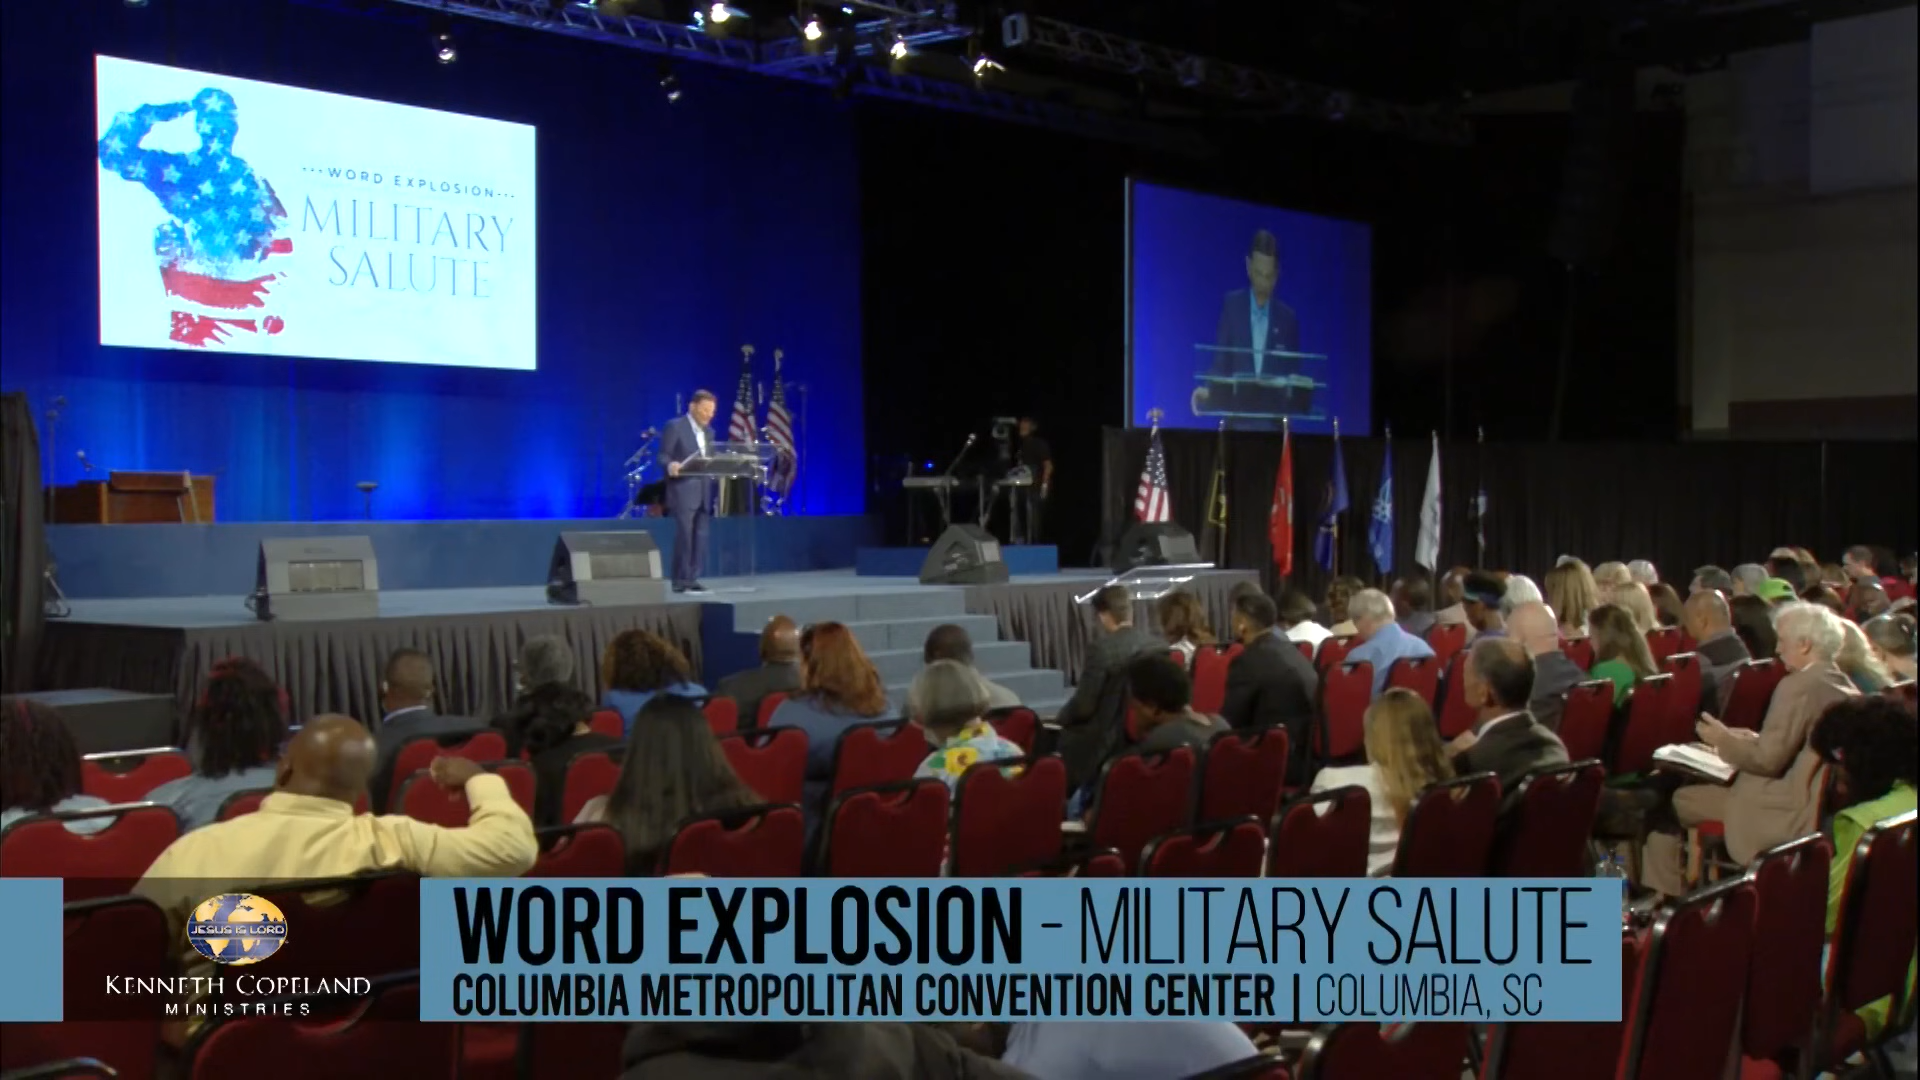 ---WORD EXPLOSION---
MILITARY
SALUTE
JESUS IS LORD
KENNETH COPELAND
MINISTRIES
WORD EXPLOSION - MILITARY SALUTE
COLUMBIA METROPOLITAN CONVENTION CENTER | COLUMBIA, SC